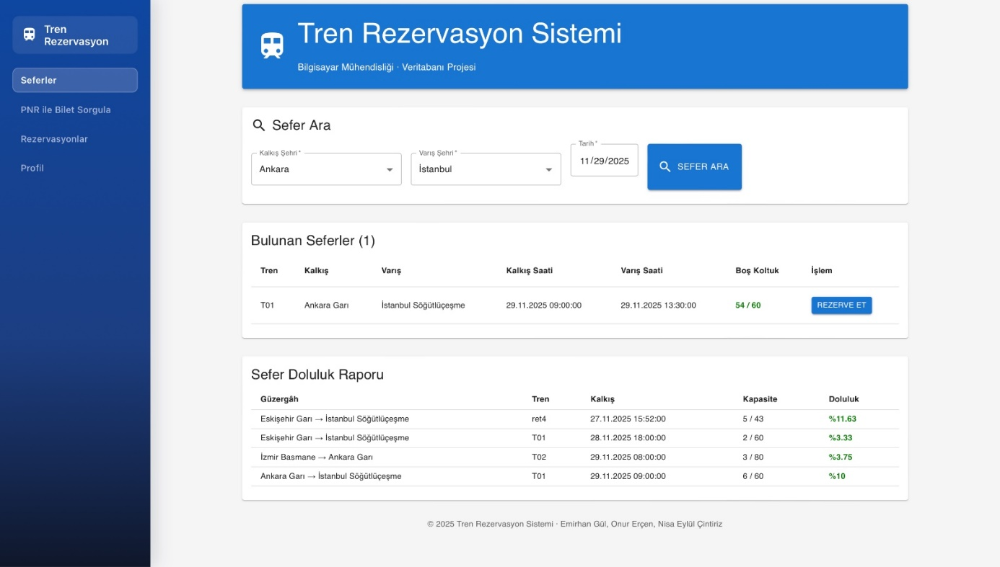 Tren
Rezervasyon
Seferler
PNR ile Bilet Sorgula
Rezervasyonlar
Profil
Tren Rezervasyon Sistemi
Bilgisayar Mühendisliği · Veritabanı Projesi
Sefer Ara
Kalkış Şehri * Varış Şehri * Tarih *
Ankara İstanbul 11/29/2025 SEFER ARA
Bulunan Seferler (1)
Tren Kalkış Varış Kalkış Saati Varış Saati Boş Koltuk İşlem
T01 Ankara Garı İstanbul Söğütlüçeşme 29.11.2025 09:00:00 29.11.2025 13:30:00 54 / 60 REZERVE ET
Sefer Doluluk Raporu
Güzergâh Tren Kalkış Kapasite Doluluk
Eskişehir Garı → İstanbul Söğütlüçeşme ret4 27.11.2025 15:52:00 5 / 43 %11.63
Eskişehir Garı → İstanbul Söğütlüçeşme T01 28.11.2025 18:00:00 2 / 60 %3.33
İzmir Basmane → Ankara Garı T02 29.11.2025 08:00:00 3 / 80 %3.75
Ankara Garı → İstanbul Söğütlüçeşme T01 29.11.2025 09:00:00 6 / 60 %10
© 2025 Tren Rezervasyon Sistemi · Emirhan Gül, Onur Erçen, Nisa Eylül Çintiriz